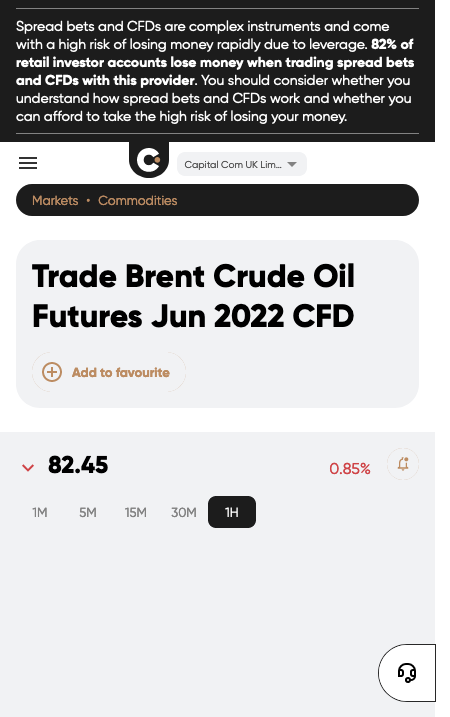 Spread bets and CFDs are complex instruments and come
with a high risk of losing money rapidly due to leverage. 82% of
retail investor accounts lose money when trading spread bets
and CFDs with this provider. You should consider whether you
understand how spread bets and CFDs work and whether you
can afford to take the high risk of losing your money.
Capital Com UK Lim...
Markets • Commodities
Trade Brent Crude Oil
Futures Jun 2022 CFD
Add to favourite
82.45
0.85%
1M 5M 15M 30M 1H